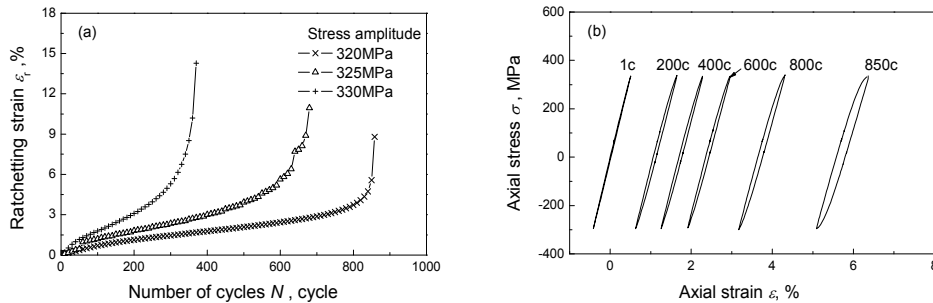 (a)
Stress amplitude
320MPa
325MPa
330MPa
18
15
12
9
6
3
0
0 200 400 600 800 1000
Ratchetting strain εr, %
Number of cycles N , cycle
(b)
1c 200c 400c 600c 800c 850c
600
400
200
0
-200
-400
0 2 4 6 8
Axial stress σ , MPa
Axial strain ε, %